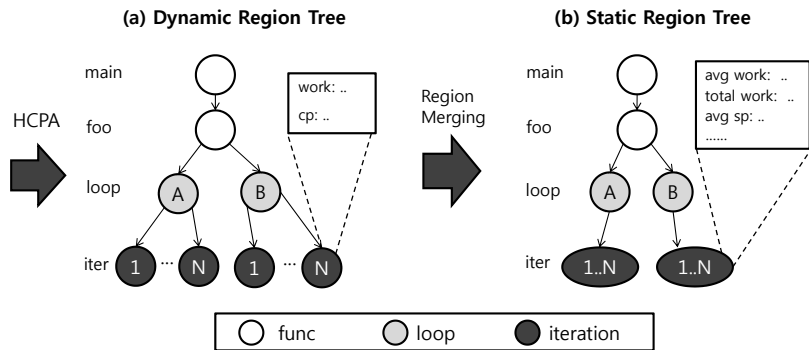 (a) Dynamic Region Tree
(b) Static Region Tree
HCPA
main
foo
loop
iter
work: ..
cp: ..
A
B
1
...
N
1
...
N
Region
Merging
main
foo
loop
iter
avg work: ..
total work: ..
avg sp: ..
......
A
B
1..N
1..N
func
loop
iteration